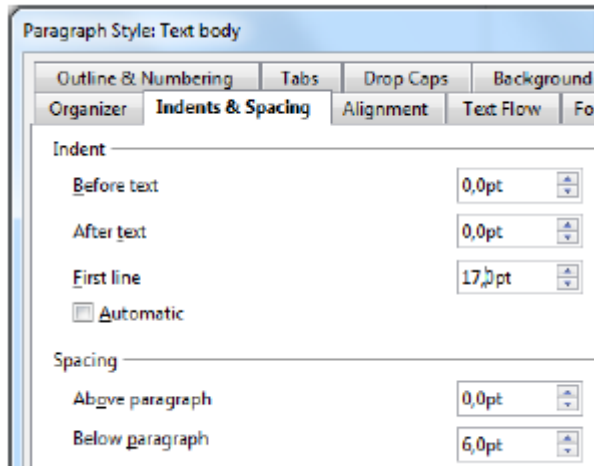 Paragraph Style: Text body
Outline & Numbering Tabs Drop Caps Background
Organizer Indents & Spacing Alignment Text Flow Fo
Indent
Before text 0,0pt
After text 0,0pt
First line 17,0pt
Automatic
Spacing
Above paragraph 0,0pt
Below paragraph 6,0pt